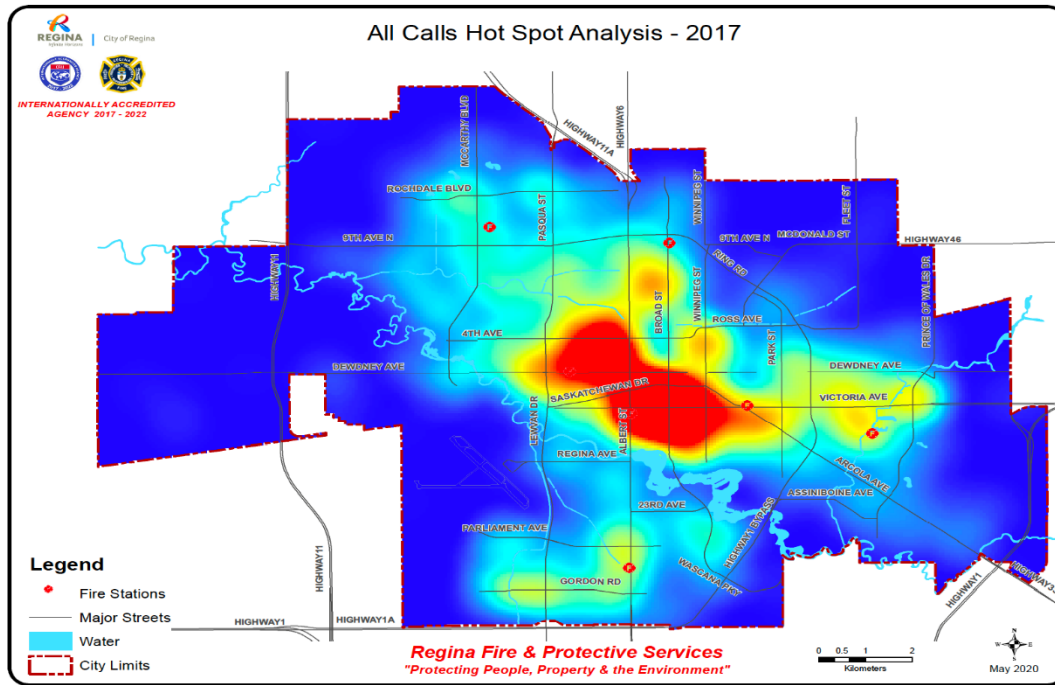 All Calls Hot Spot Analysis - 2017
REGINA
Infinite Horizons
City of Regina
INTERNATIONALLY ACCREDITED
AGENCY 2017 - 2022
MCCARTHY BLVD
HIGHWAY11A
HIGHWAY6
ROCHDALE BLVD
PASQUA ST
WINNIPEG ST
FLEET ST
9TH AVE N
9TH AVE N
MCDONALD ST
HIGHWAY46
RING RD
HIGHWAY11
BROAD ST
WINNIPEG ST
PRINCE OF WALES DR
ROSS AVE
4TH AVE
PARK ST
DEWDNEY AVE
DEWDNEY AVE
SASKATCHEWAN DR
VICTORIA AVE
LEWVAN DR
ALBERT ST
REGINA AVE
ARCOLA AVE
ASSINIBOINE AVE
23RD AVE
HIGHWAY1 BYPASS
PARLIAMENT AVE
WASCANA PKY
GORDON RD
HIGHWAY11
HIGHWAY1
HIGHWAY33
HIGHWAY1
HIGHWAY1A
Legend
Fire Stations
Major Streets
Water
City Limits
Regina Fire & Protective Services
"Protecting People, Property & the Environment"
0 0.5 1 2
Kilometers
N
W E
S
May 2020